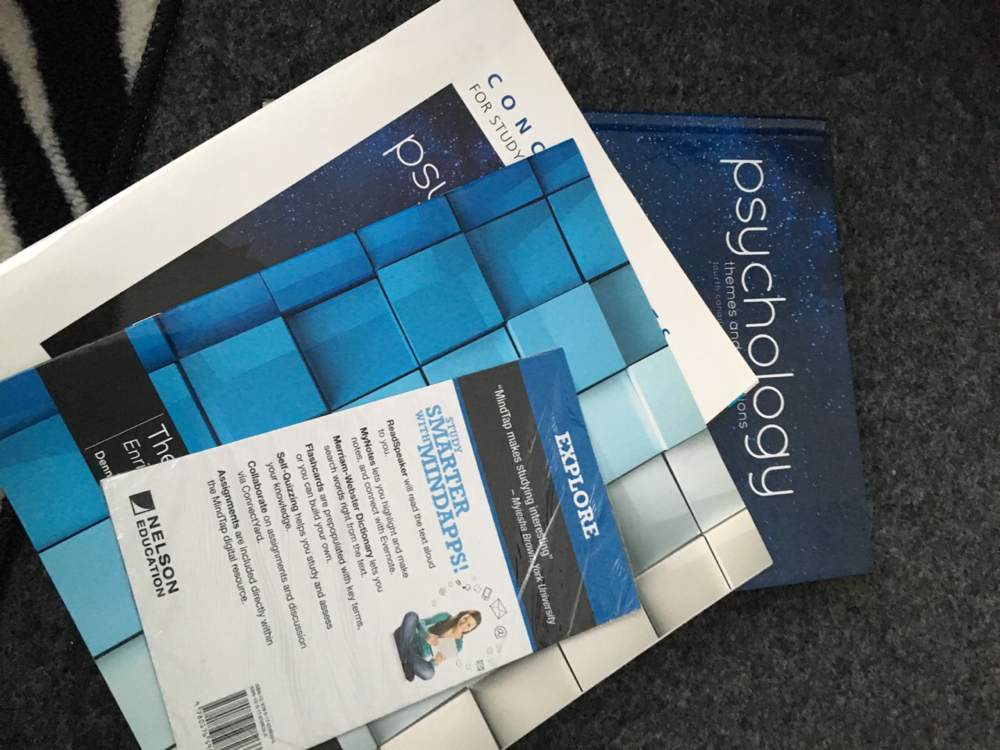 psychology
themes and
ions
CONC
FOR STUDY
psy
The
Enri
Denn
EXPLORE
"MindTap makes studying interesting"
– Myiesha Brown, York University
STUDY
SMARTER
WITH MINDAPPS!
ReadSpeaker will read the text aloud
to you.
MyNotes lets you highlight and make
notes, and connect with Evernote.
Merriam-Webster Dictionary lets you
search words right from the text.
Flashcards are prepopulated with key terms,
or you can build your own.
Self-Quizzing helps you study and assess
your knowledge.
Collaborate on assignments and discussion
via ConnectYard.
Assignments are included directly within
the MindTap digital resource.
NELSON
EDUCATION